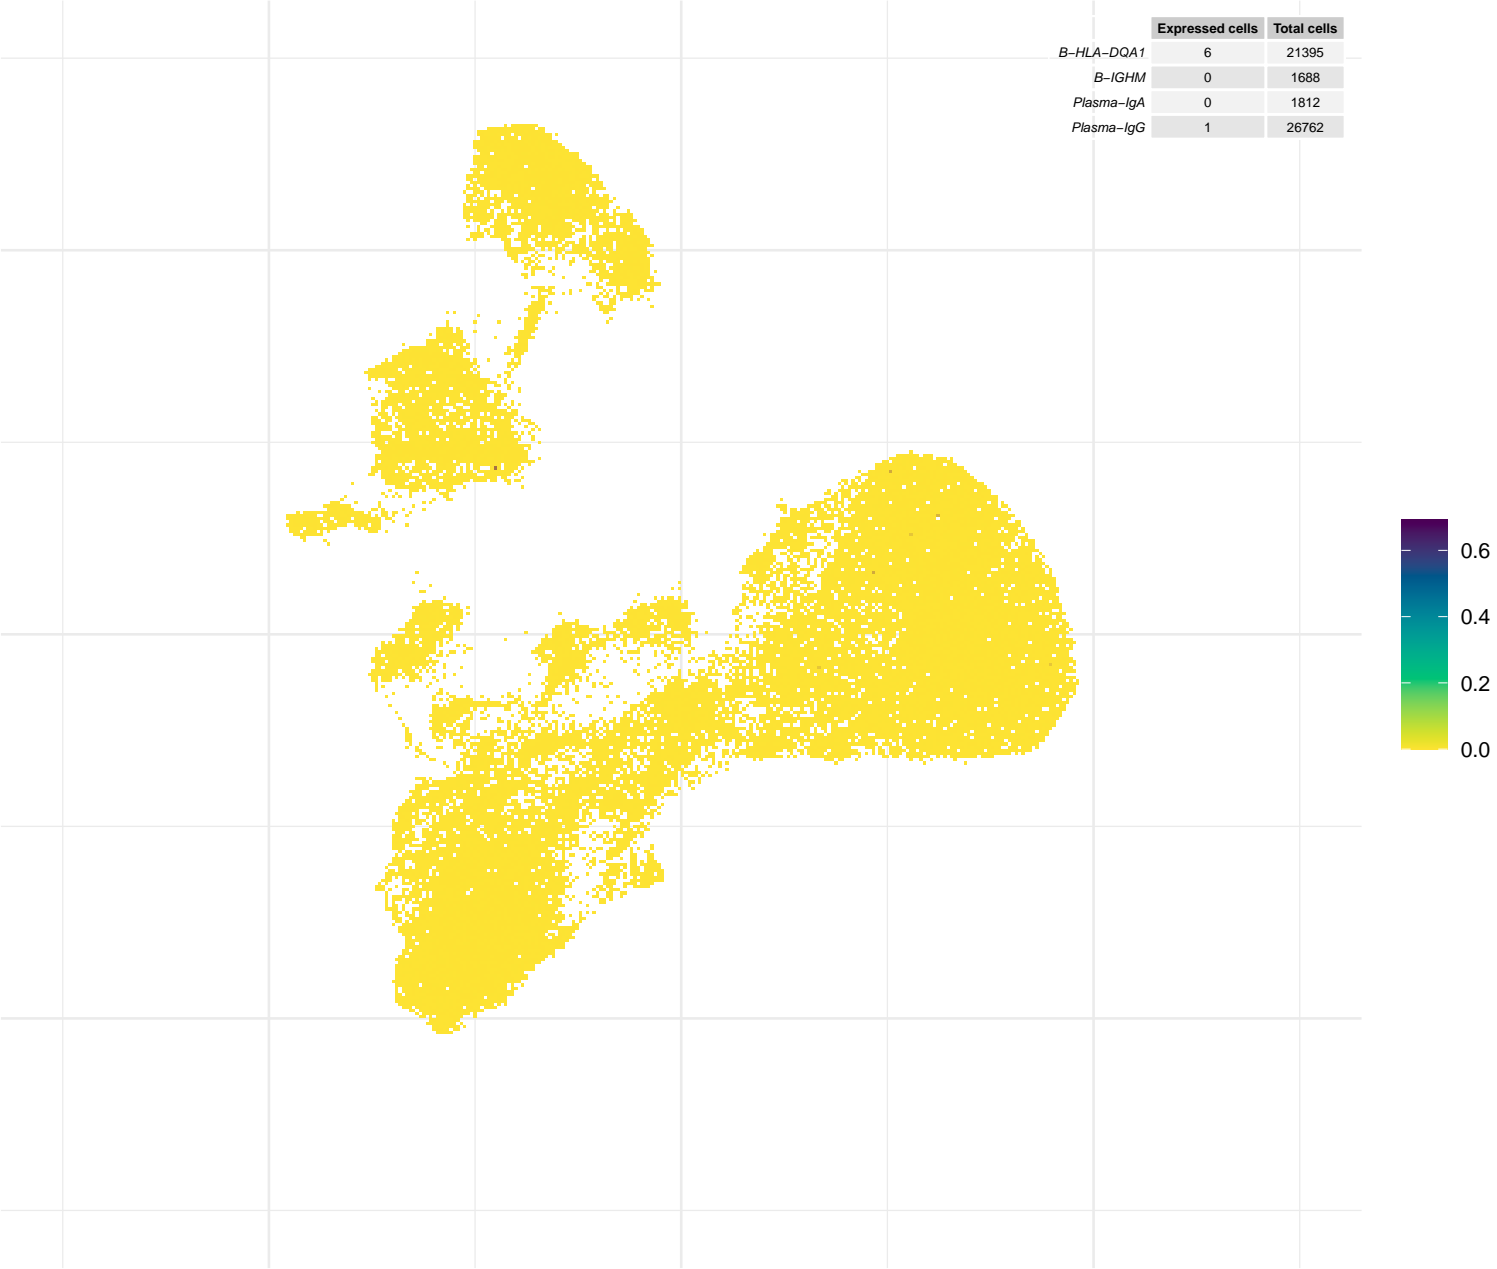 Expressed cells Total cells
B−HLA−DQA1 6 21395
B−IGHM 0 1688
Plasma−IgA 0 1812
Plasma−IgG 1 26762
0.6
0.4
0.2
0.0